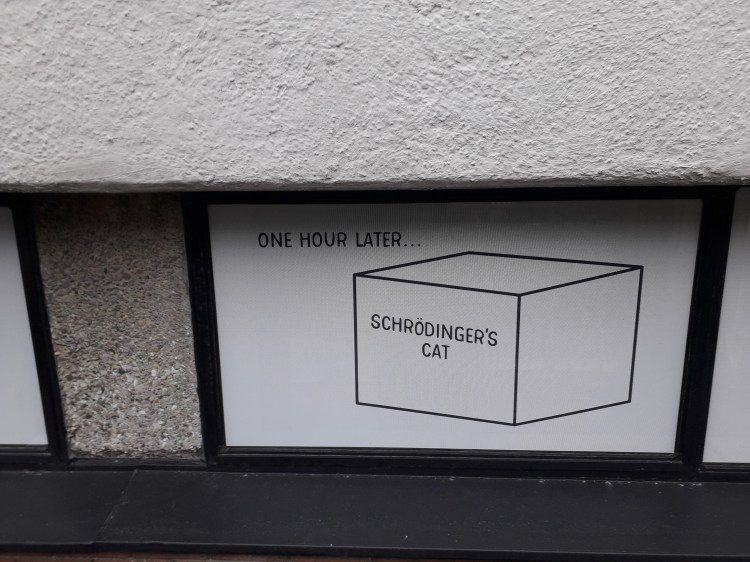 ONE HOUR LATER...
SCHRÖDINGER'S
CAT